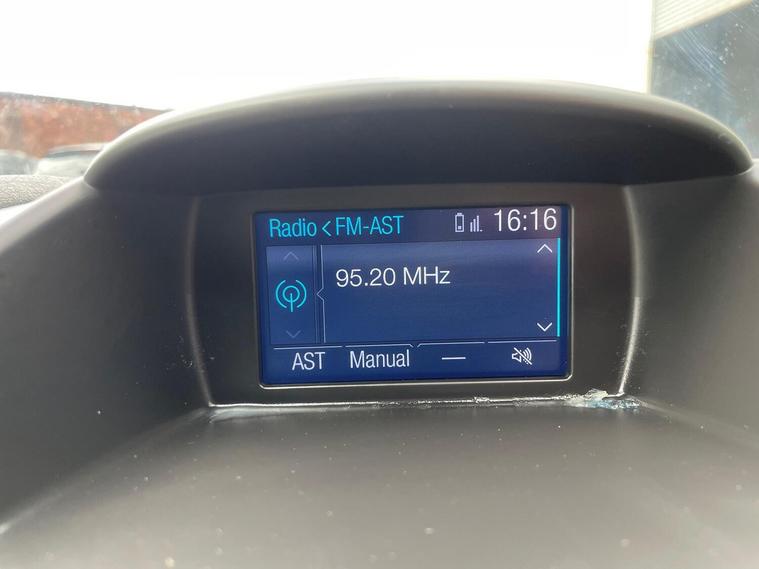 Radio < FM-AST 16:16
95.20 MHz
AST Manual —